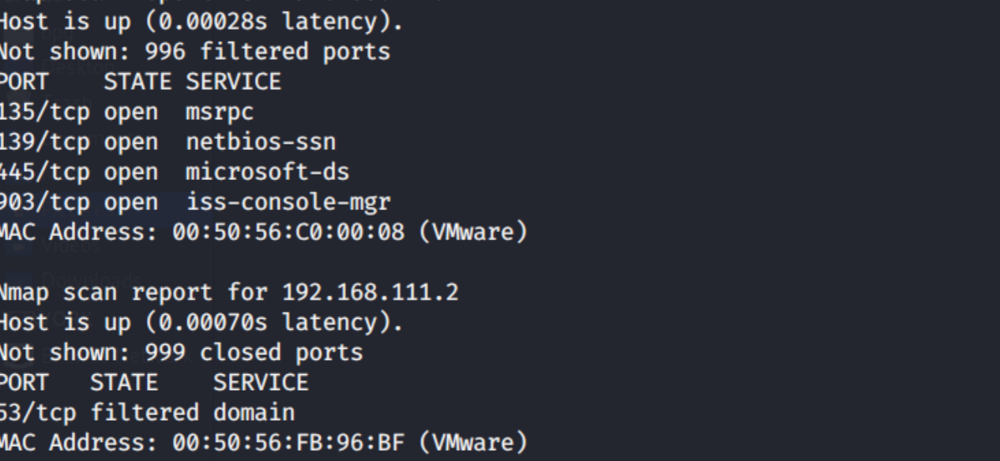 Host is up (0.00028s latency).
Not shown: 996 filtered ports
PORT    STATE SERVICE
135/tcp open  msrpc
139/tcp open  netbios-ssn
445/tcp open  microsoft-ds
903/tcp open  iss-console-mgr
MAC Address: 00:50:56:C0:00:08 (VMware)
Videos
Downloads
Nmap scan report for 192.168.111.2
Host is up (0.00070s latency).
Not shown: 999 closed ports
PORT   STATE    SERVICE
53/tcp filtered domain
MAC Address: 00:50:56:FB:96:BF (VMware)